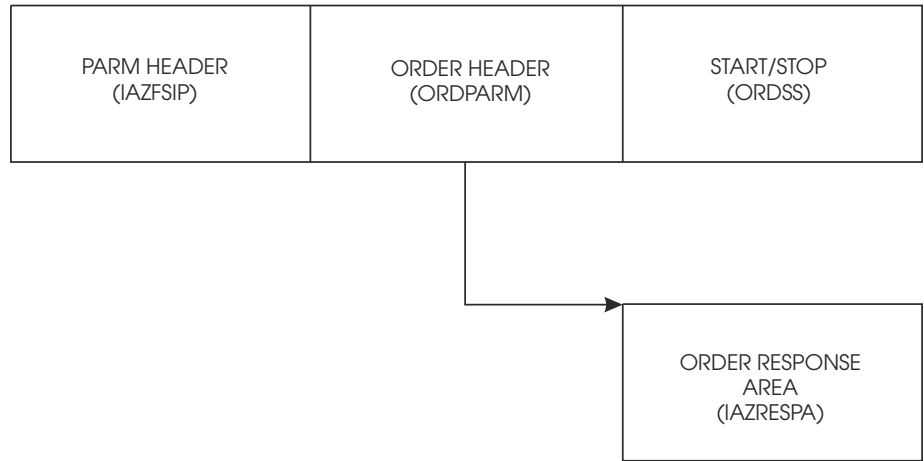 PARM HEADER
(IAZFSIP)
ORDER HEADER
(ORDPARM)
START/STOP
(ORDSS)
ORDER RESPONSE
AREA
(IAZRESPA)